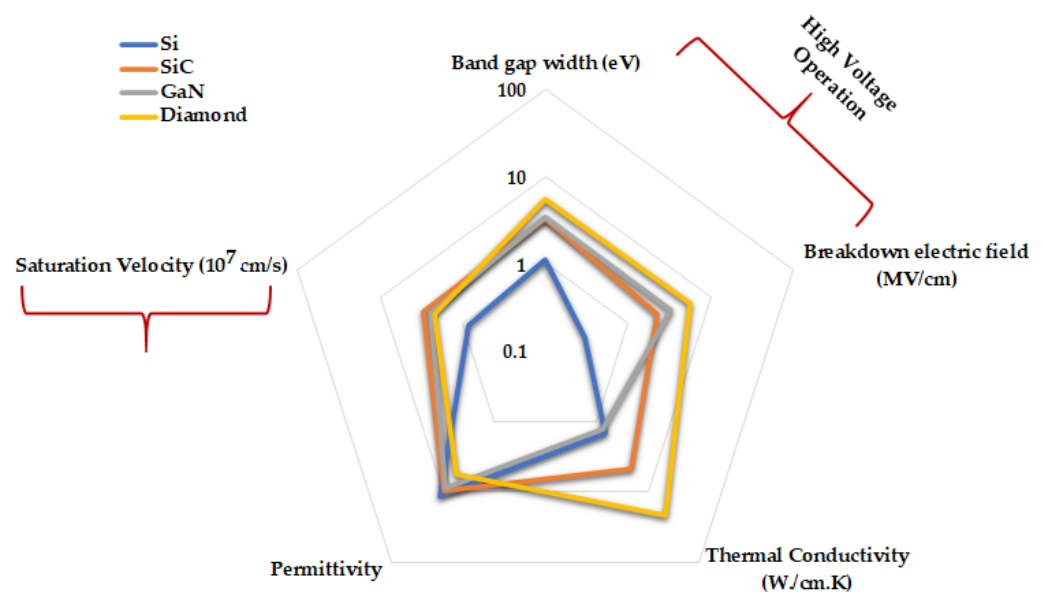 Si
SiC
GaN
Diamond
Band gap width (eV)
High Voltage
Operation
100
10
1
0.1
Saturation Velocity (10⁷ cm/s)
Breakdown electric field
(MV/cm)
Permittivity
Thermal Conductivity
(W./cm.K)